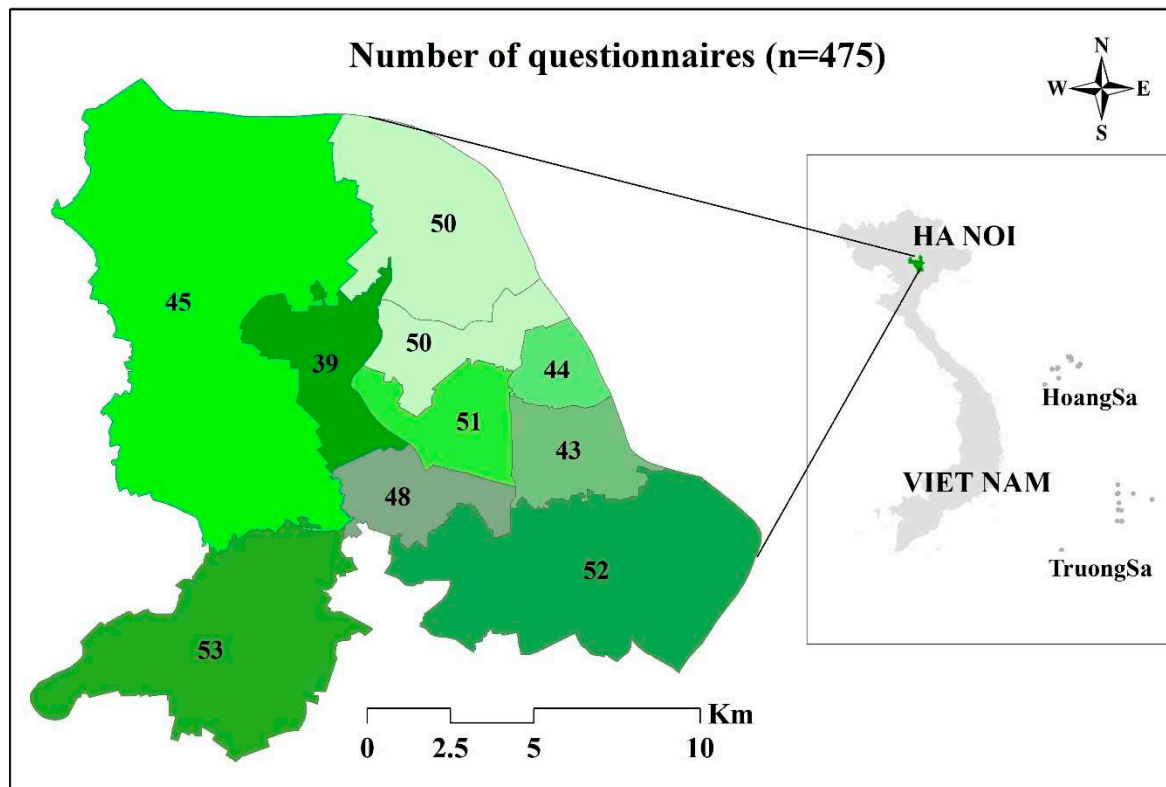 Number of questionnaires (n=475)
N
W E
S
50
HA NOI
45
50
39
44
HoangSa
51
43
VIET NAM
48
TruongSa
52
53
Km
0 2.5 5 10